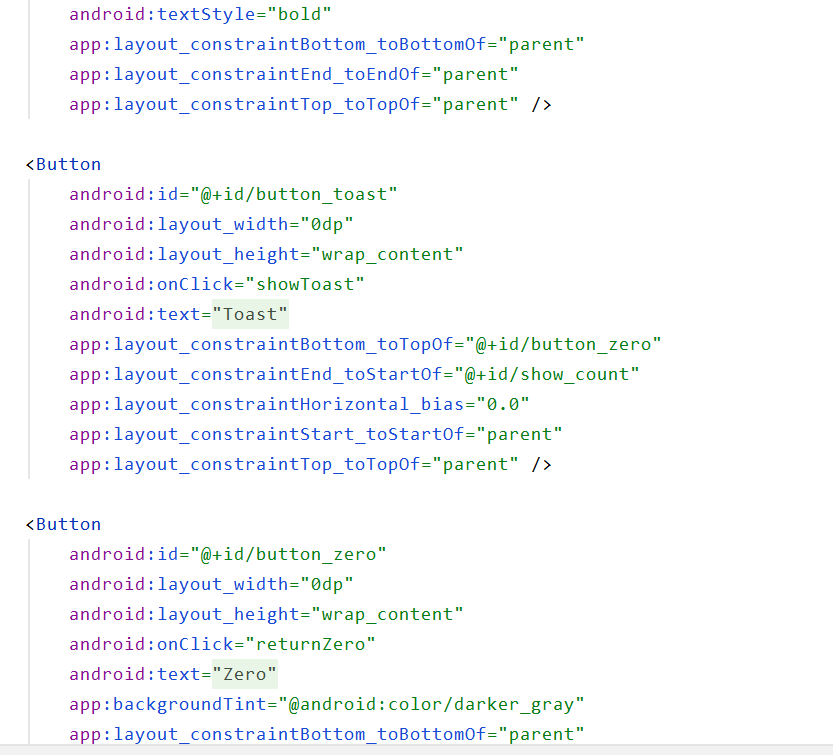 android:textStyle="bold"
app:layout_constraintBottom_toBottomOf="parent"
app:layout_constraintEnd_toEndOf="parent"
app:layout_constraintTop_toTopOf="parent" />
<Button
android:id="@+id/button_toast"
android:layout_width="0dp"
android:layout_height="wrap_content"
android:onClick="showToast"
android:text="Toast"
app:layout_constraintBottom_toTopOf="@+id/button_zero"
app:layout_constraintEnd_toStartOf="@+id/show_count"
app:layout_constraintHorizontal_bias="0.0"
app:layout_constraintStart_toStartOf="parent"
app:layout_constraintTop_toTopOf="parent" />
<Button
android:id="@+id/button_zero"
android:layout_width="0dp"
android:layout_height="wrap_content"
android:onClick="returnZero"
android:text="Zero"
app:backgroundTint="@android:color/darker_gray"
app:layout_constraintBottom_toBottomOf="parent"